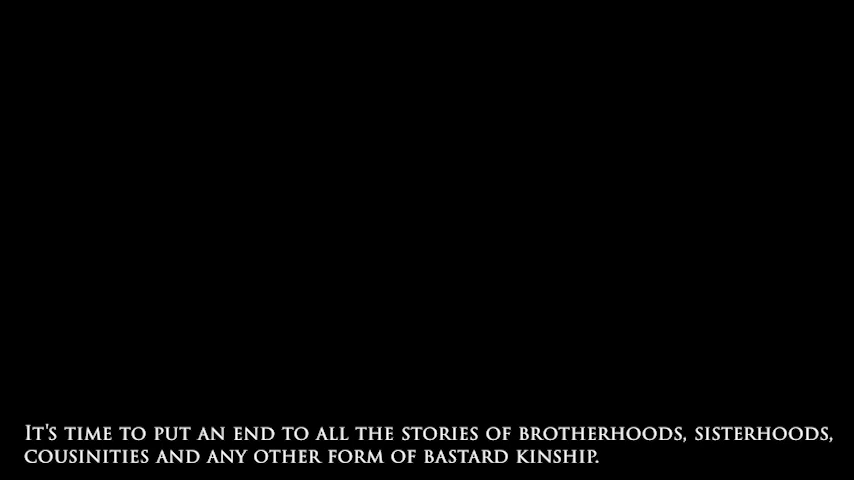 It's time to put an end to all the stories of brotherhoods, sisterhoods,
cousinities and any other form of bastard kinship.